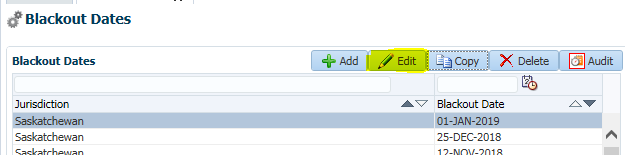 Blackout Dates
Blackout Dates Add Edit Copy Delete Audit
Jurisdiction Blackout Date
Saskatchewan 01-JAN-2019
Saskatchewan 25-DEC-2018
Saskatchewan 12-NOV-2018